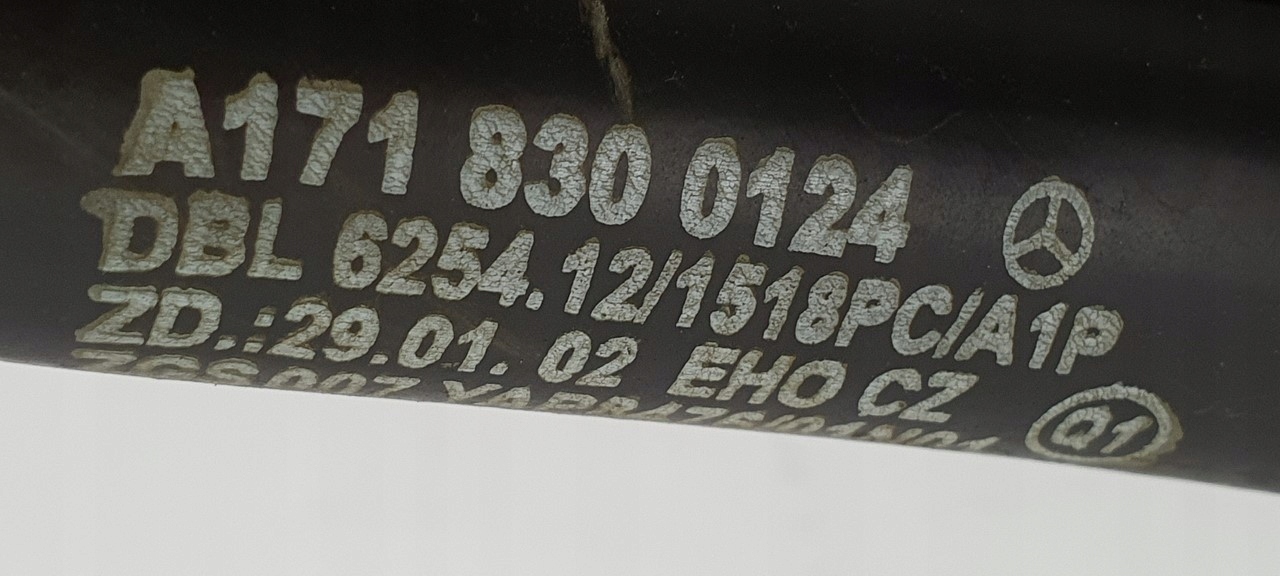 A171 830 0124
DBL 6254.12/1518PC/A1P
ZD.:29.01.02 EHO CZ
Q1